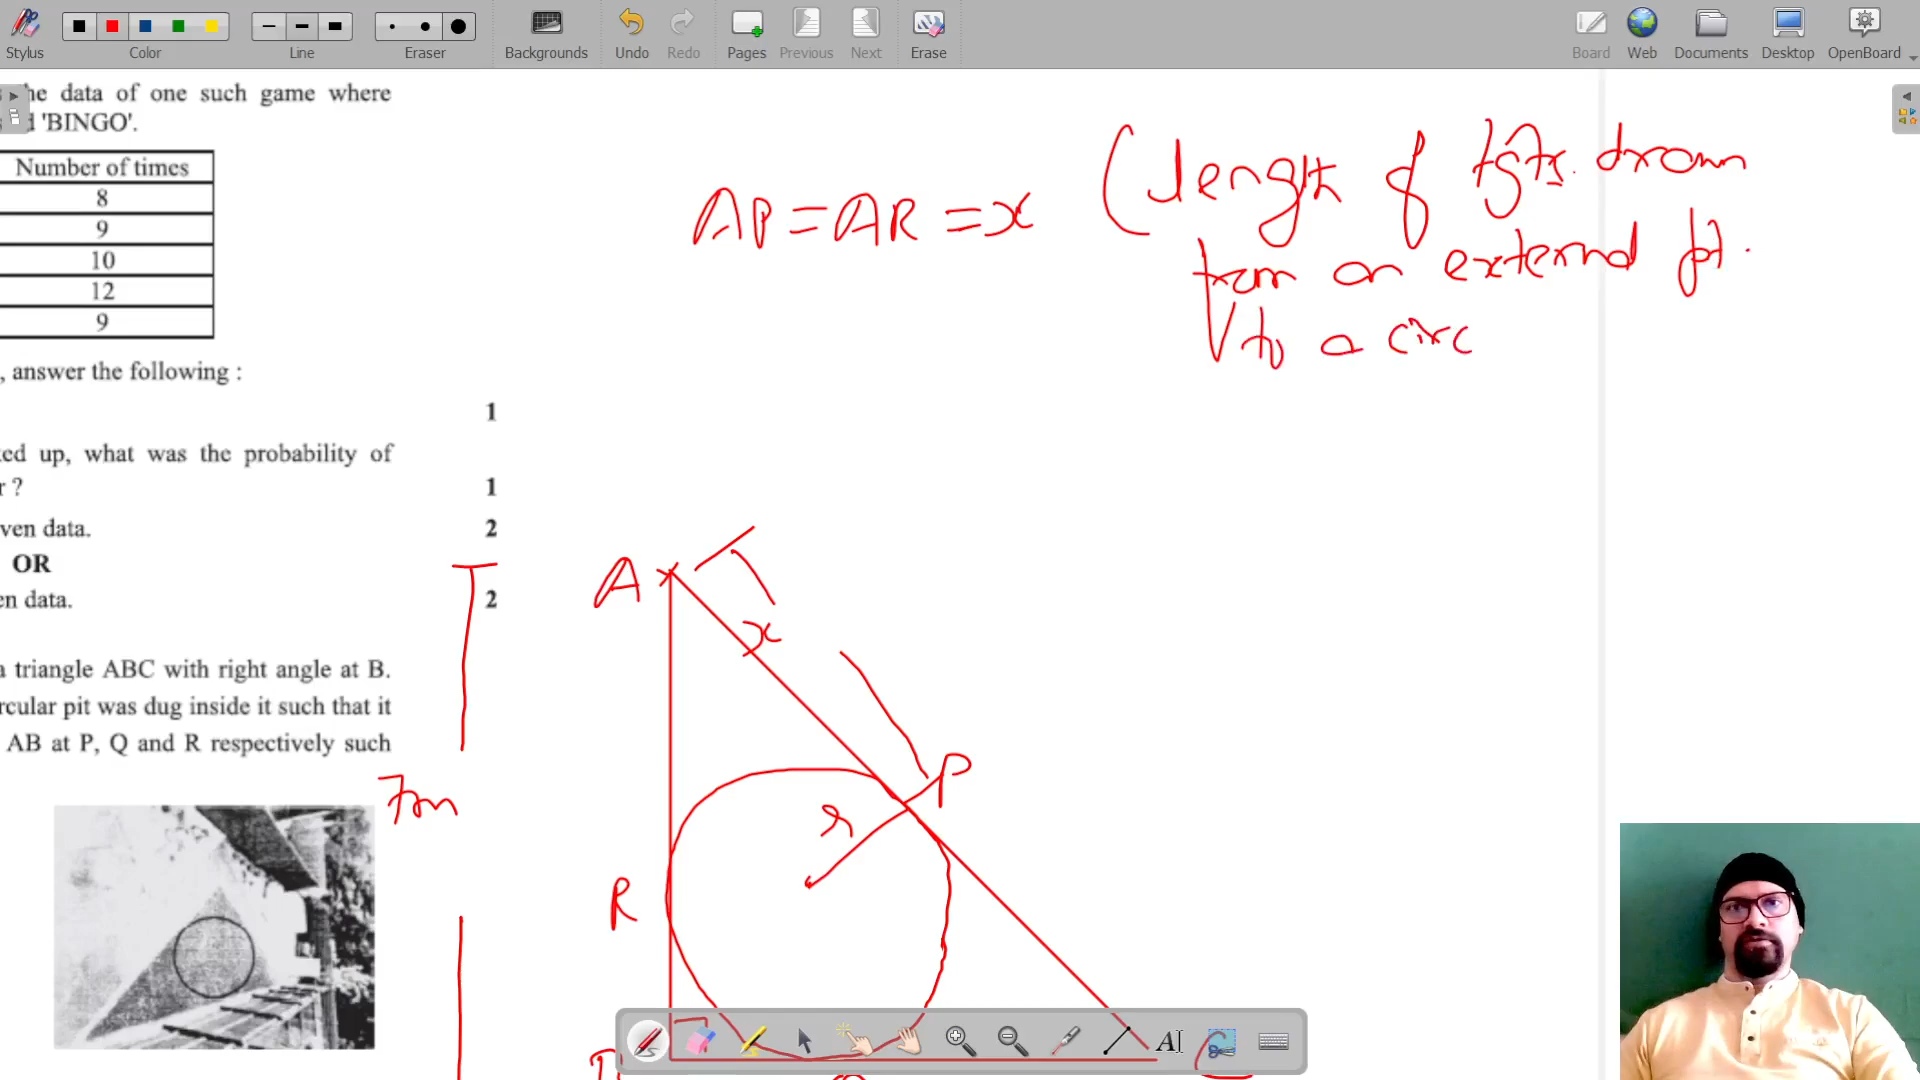 Stylus
Color
Line
Eraser
Backgrounds
Undo
Redo
Pages
Previous
Next
Erase
Board
Web
Documents
Desktop
OpenBoard
he data of one such game where
'BINGO'.
Number of times
8
9
10
12
9
, answer the following :
1
ked up, what was the probability of
r ?
1
ven data.
2
OR
en data.
2
a triangle ABC with right angle at B.
rcular pit was dug inside it such that it
AB at P, Q and R respectively such
AP = AR = x
(length of tgts. drawn
from an external pt.
to a circ
A
x
P
r
R
7m
A